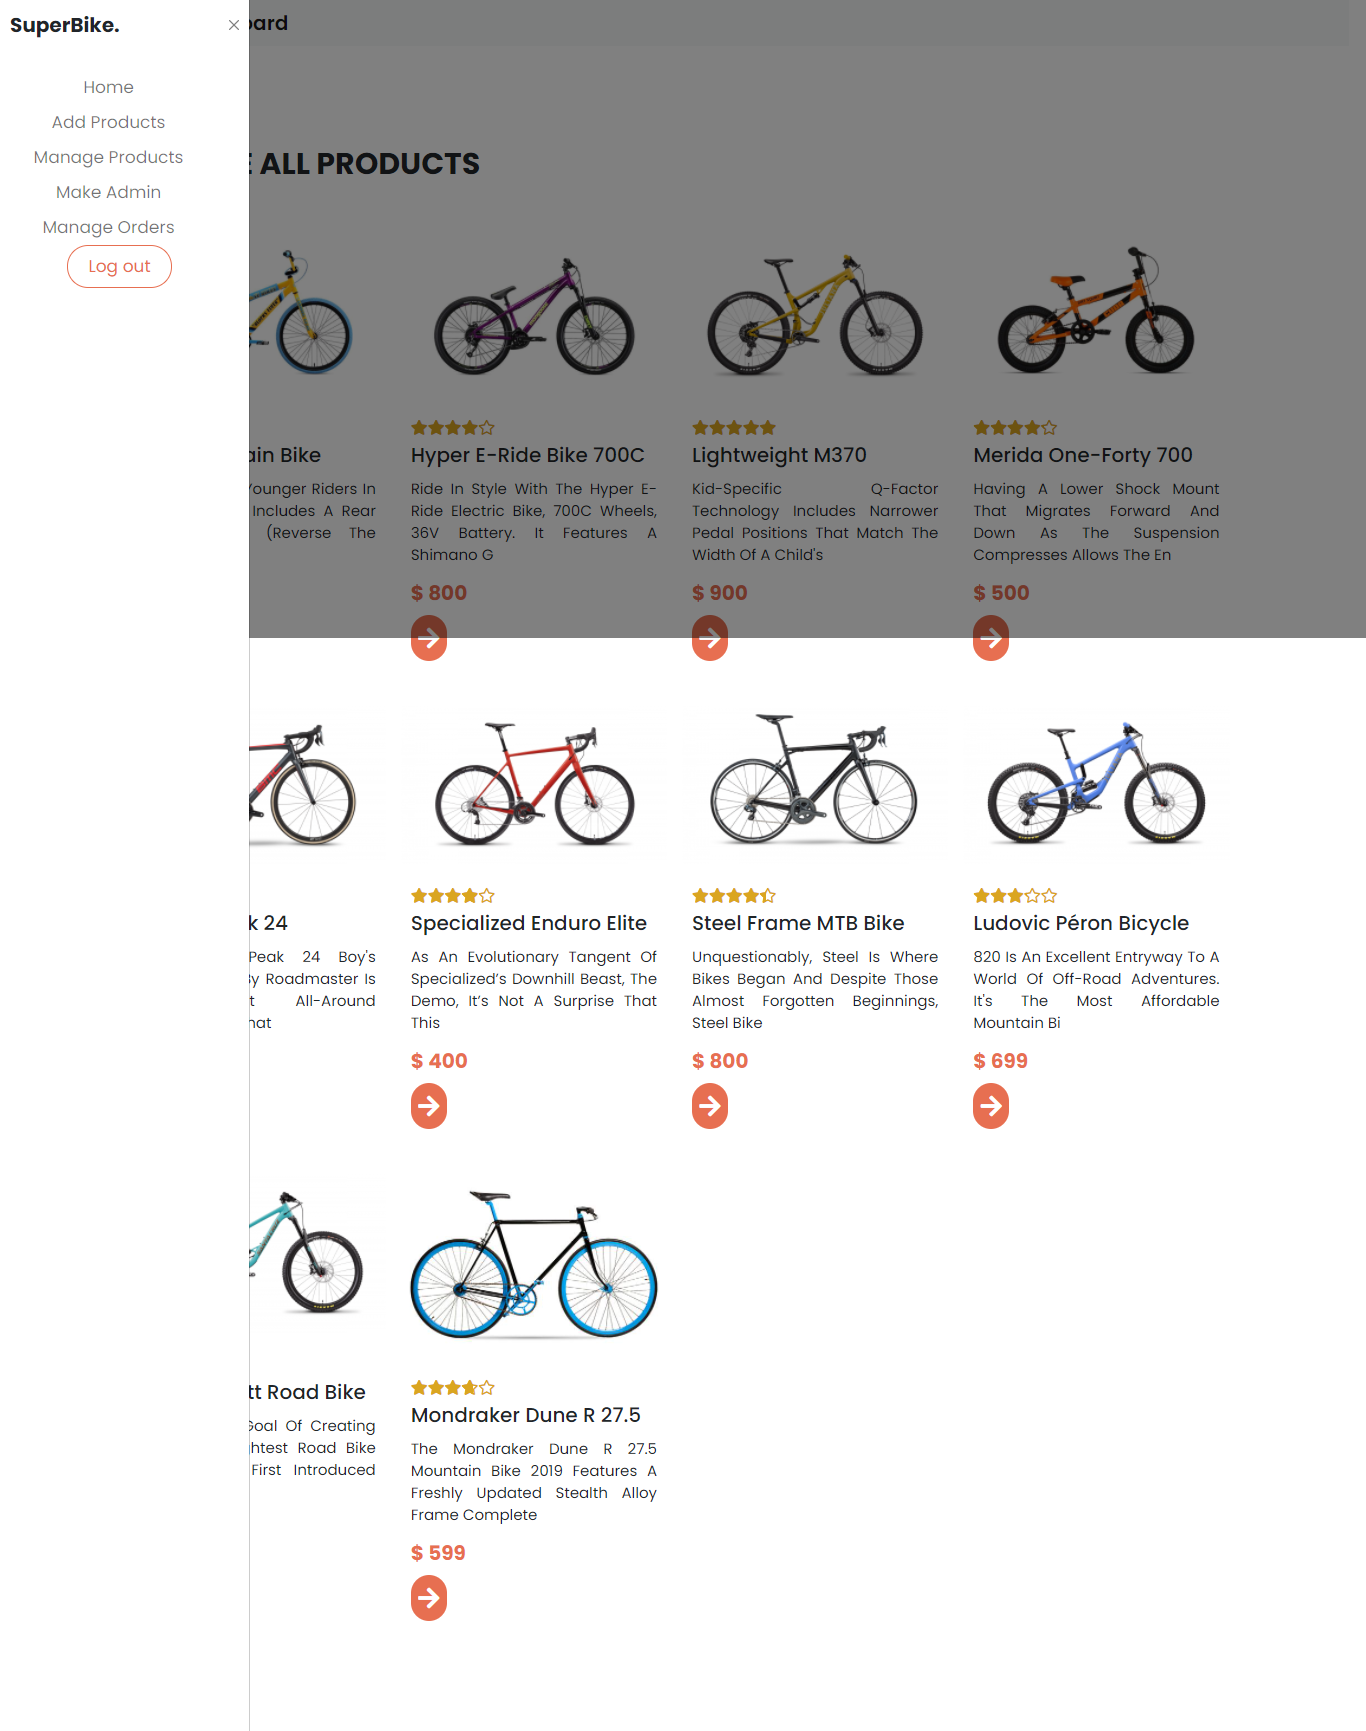 SuperBike.
Home
Add Products
Manage Products
Make Admin
Manage Orders
Log out
ALL PRODUCTS
Bike
Younger Riders In
Includes A Rear
(Reverse The
Hyper E-Ride Bike 700C
Ride In Style With The Hyper E-
Ride Electric Bike, 700C Wheels,
36V Battery. It Features A
Shimano G
$ 800
Lightweight M370
Kid-Specific Q-Factor
Technology Includes Narrower
Pedal Positions That Match The
Width Of A Child's
$ 900
Merida One-Forty 700
Having A Lower Shock Mount
That Migrates Forward And
Down As The Suspension
Compresses Allows The En
$ 500
24
Peak 24 Boy's
By Roadmaster Is
All-Around
Specialized Enduro Elite
As An Evolutionary Tangent Of
Specialized’s Downhill Beast, The
Demo, It’s Not A Surprise That
This
$ 400
Steel Frame MTB Bike
Unquestionably, Steel Is Where
Bikes Began And Despite Those
Almost Forgotten Beginnings,
Steel Bike
$ 800
Ludovic Péron Bicycle
820 Is An Excellent Entryway To A
World Of Off-Road Adventures.
It's The Most Affordable
Mountain Bi
$ 699
Road Bike
Goal Of Creating
Road Bike
First Introduced
Mondraker Dune R 27.5
The Mondraker Dune R 27.5
Mountain Bike 2019 Features A
Freshly Updated Stealth Alloy
Frame Complete
$ 599